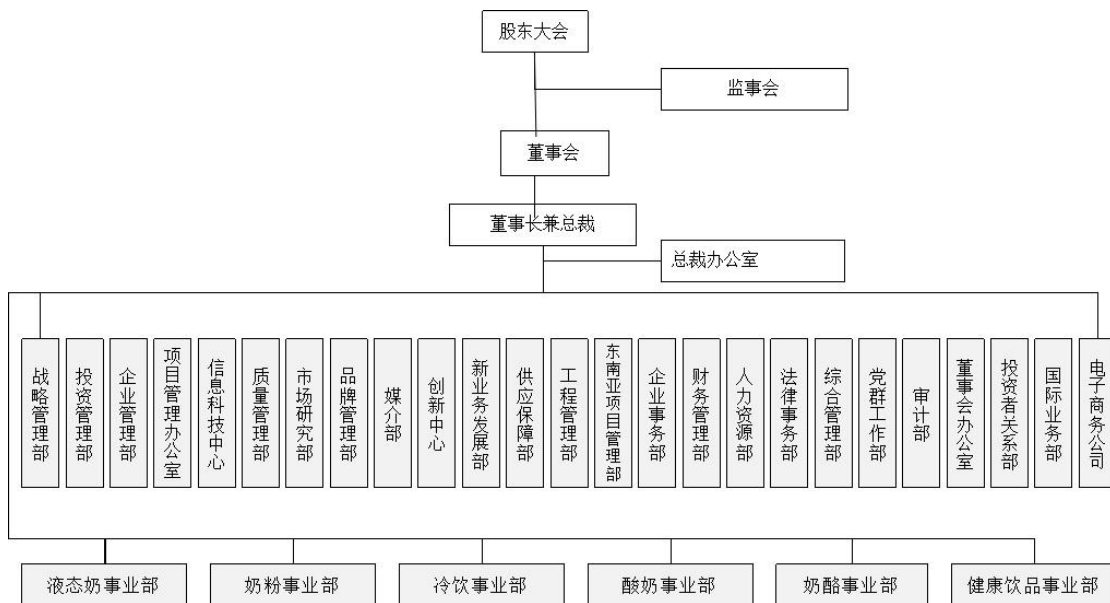 股东大会
监事会
董事会
董事长兼总裁
总裁办公室
战略管理部
投资管理部
企业管理部
项目管理办公室
信息科技中心
质量管理部
市场研究部
品牌管理部
媒介部
创新中心
新业务发展部
供应保障部
工程管理部
东南亚项目管理部
企业事务部
财务管理部
人力资源部
法律事务部
综合管理部
党群工作部
审计部
董事会办公室
投资者关系部
国际业务部
电子商务公司
液态奶事业部
奶粉事业部
冷饮事业部
酸奶事业部
奶酪事业部
健康饮品事业部